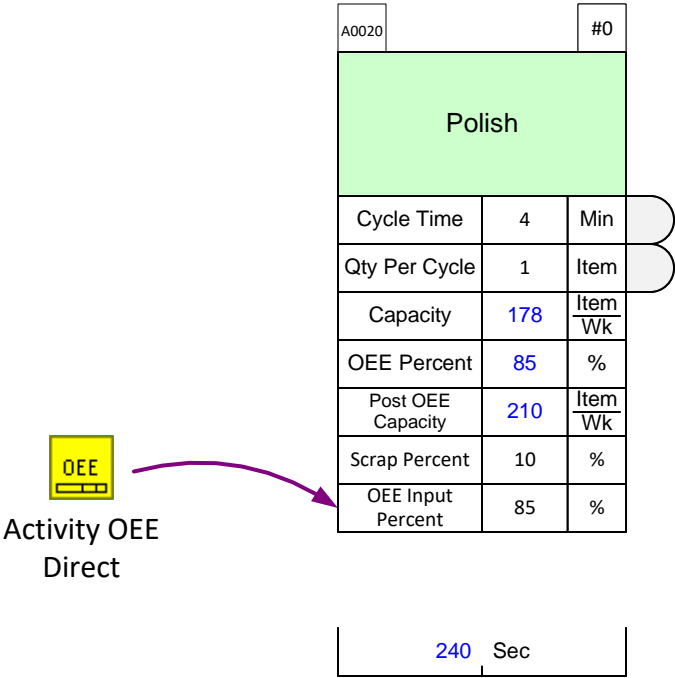 A0020 #0
Polish
Cycle Time 4 Min
Qty Per Cycle 1 Item
Capacity 178 Item
Wk
OEE Percent 85 %
Post OEE
Capacity 210 Item
Wk
Scrap Percent 10 %
OEE Input
Percent 85 %
OEE
Activity OEE
Direct
240 Sec